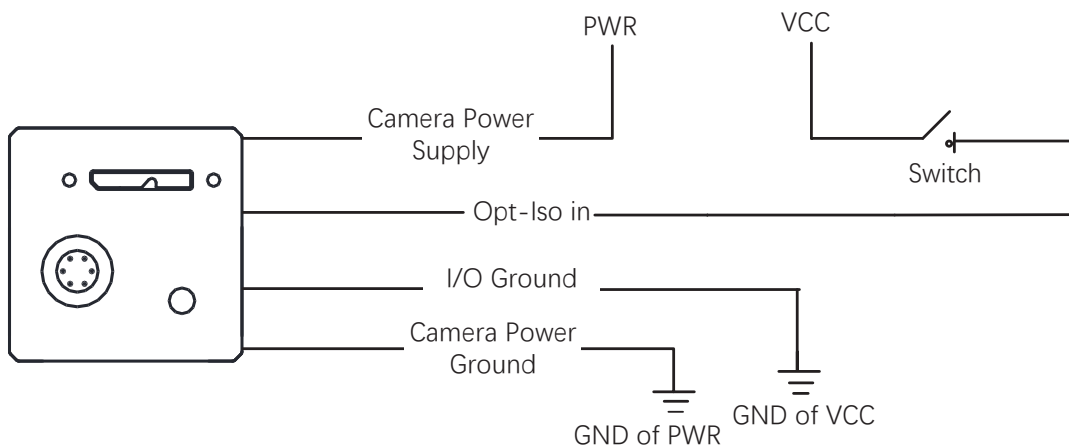 PWR
VCC
Camera Power
Supply
Switch
Opt-Iso in
I/O Ground
Camera Power
Ground
GND of VCC
GND of PWR